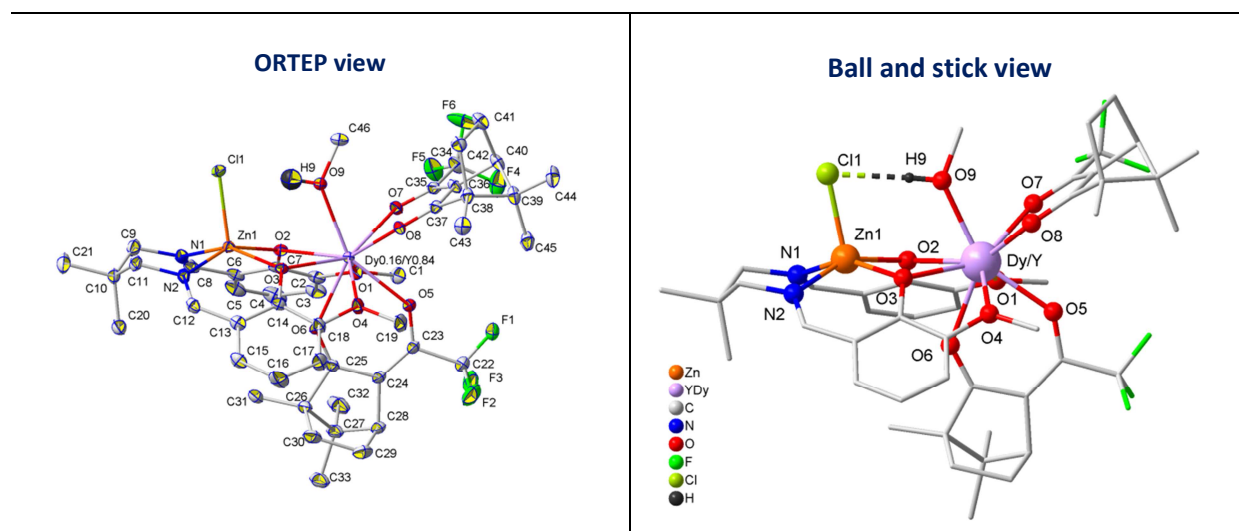 ORTEP view
F6
C46
C41
C34
C42
C40
F5
F4
C44
Cl1
H9
O9
C35
C36
C38
C39
O7
C37
O8
C43
C45
C21
C9
N1
Zn1
O2
C7
Dy0.16/Y0.84
C11
C6
O3
C2
C1
C10
N2
C8
C5
C4
C3
O1
O5
C20
C12
C14
C13
O6
C18
O4
C19
C23
F1
C15
C17
C16
C25
C22
F3
C24
F2
C31
C26
C32
C28
C27
C30
C29
C33
Ball and stick view
Cl1
H9
O9
O7
O8
Zn1
N1
O2
Dy/Y
N2
O3
O1
O5
O4
O6
Zn
YDy
C
N
O
F
Cl
H